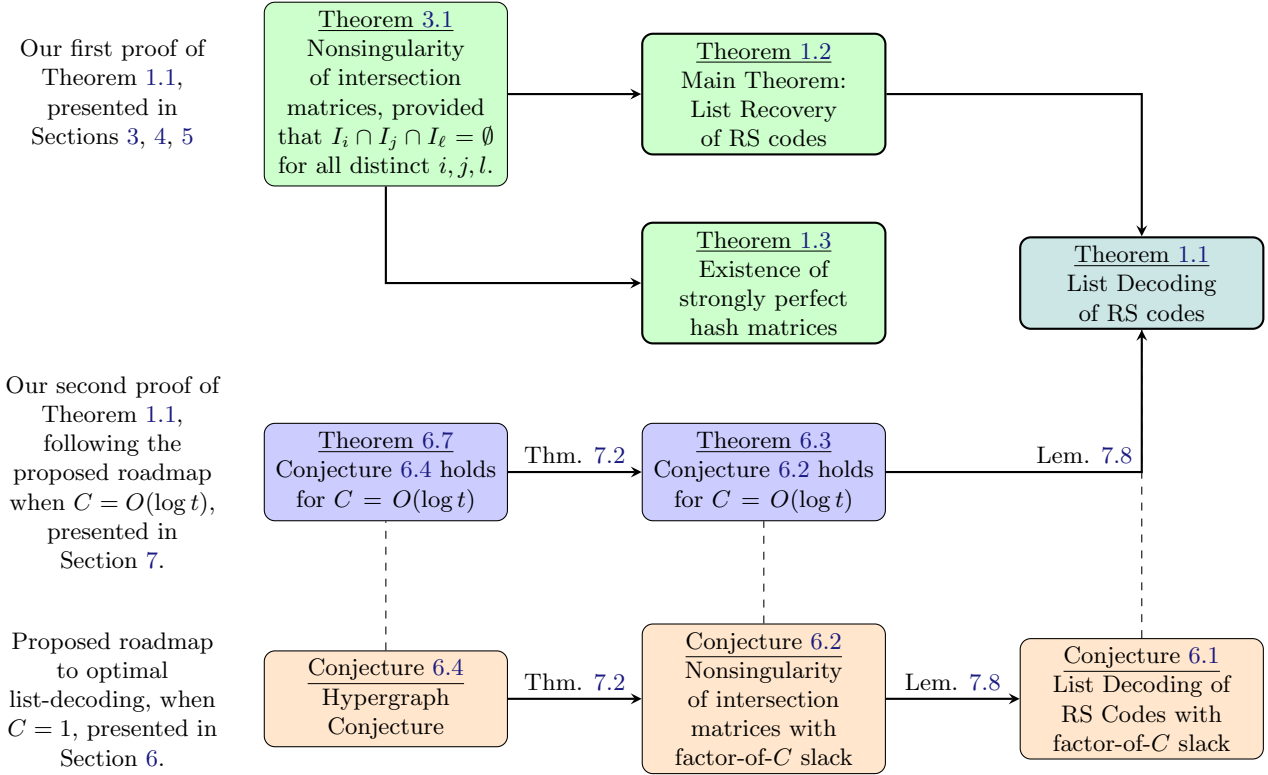 Our first proof of
Theorem 1.1,
presented in
Sections 3, 4, 5
Theorem 3.1
Nonsingularity
of intersection
matrices, provided
that I_i ∩ I_j ∩ I_ℓ = ∅
for all distinct i, j, l.
Theorem 1.2
Main Theorem:
List Recovery
of RS codes
Theorem 1.3
Existence of
strongly perfect
hash matrices
Theorem 1.1
List Decoding
of RS codes
Our second proof of
Theorem 1.1,
following the
proposed roadmap
when C = O(log t),
presented in
Section 7.
Theorem 6.7
Conjecture 6.4 holds
for C = O(log t)
Thm. 7.2
Theorem 6.3
Conjecture 6.2 holds
for C = O(log t)
Lem. 7.8
Proposed roadmap
to optimal
list-decoding, when
C = 1, presented in
Section 6.
Conjecture 6.4
Hypergraph
Conjecture
Thm. 7.2
Conjecture 6.2
Nonsingularity
of intersection
matrices with
factor-of-C slack
Lem. 7.8
Conjecture 6.1
List Decoding of
RS Codes with
factor-of-C slack